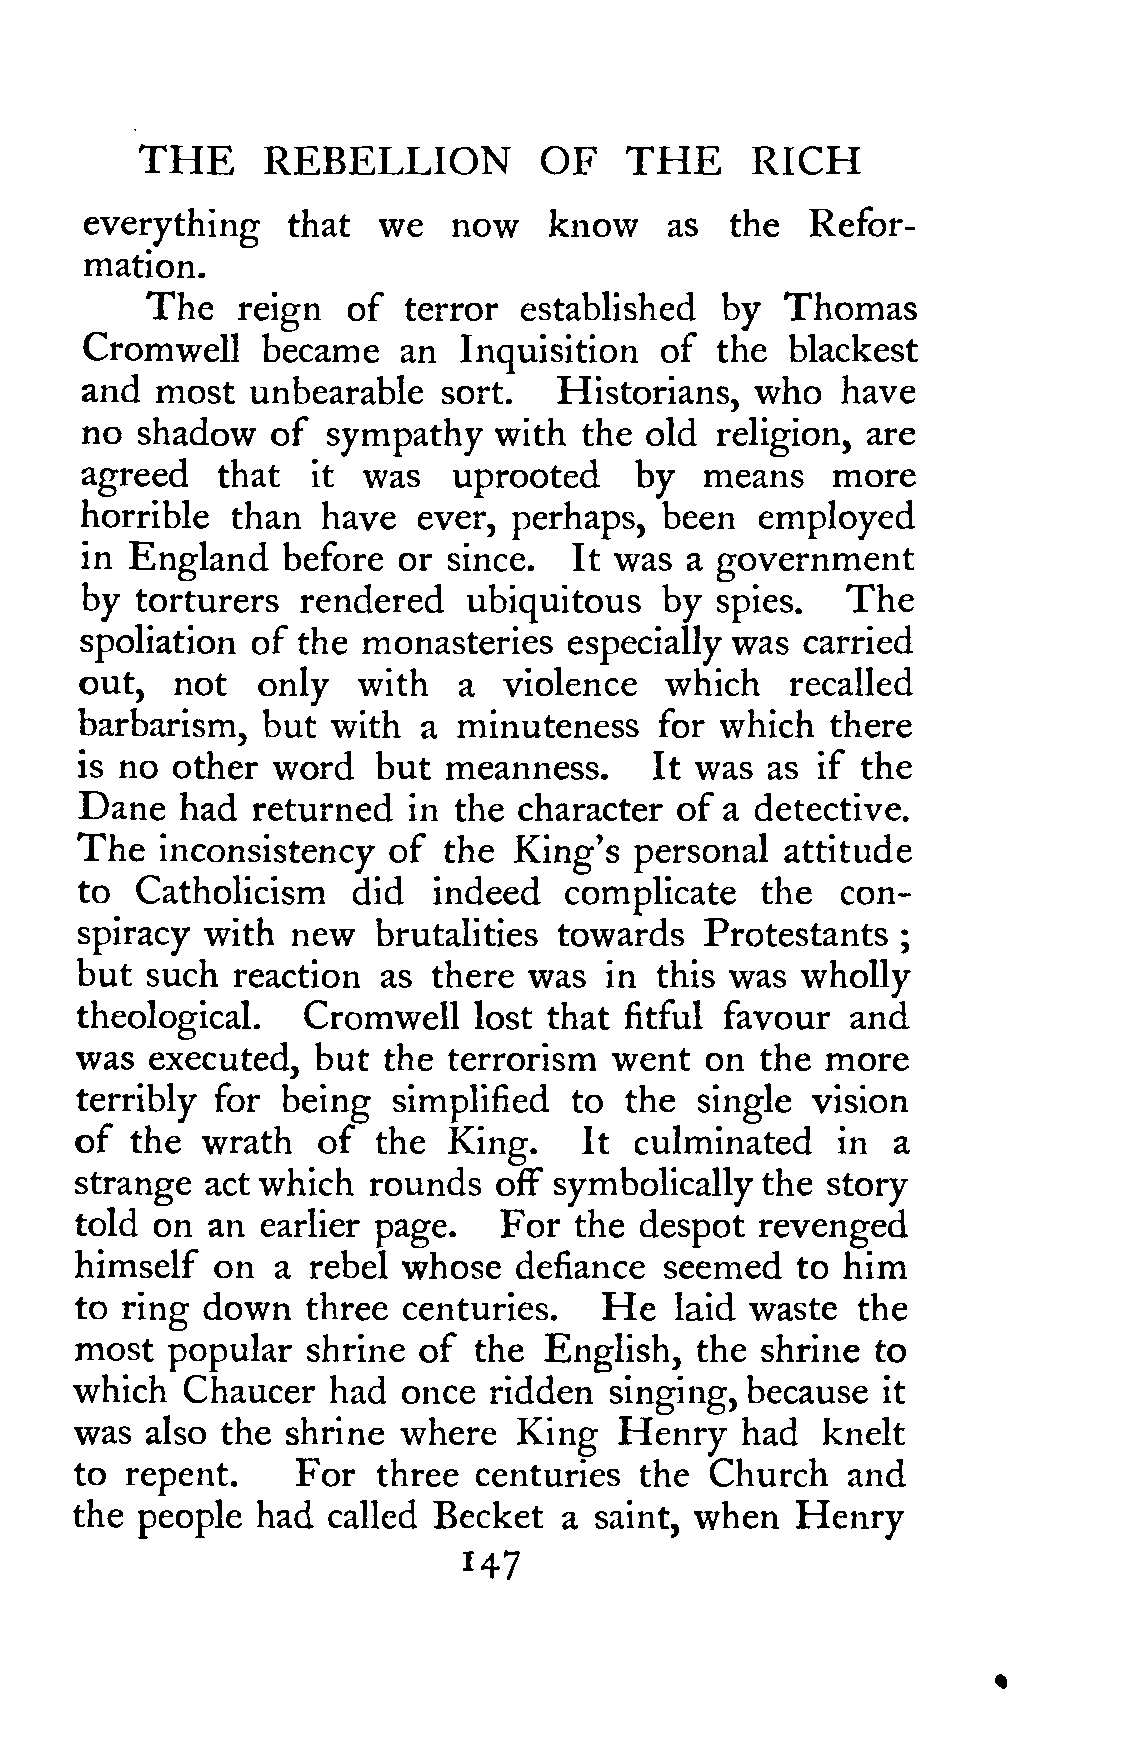 THE REBELLION OF THE RICH
everything that we now know as the Refor-
mation.
The reign of terror established by Thomas
Cromwell became an Inquisition of the blackest
and most unbearable sort. Historians, who have
no shadow of sympathy with the old religion, are
agreed that it was uprooted by means more
horrible than have ever, perhaps, been employed
in England before or since. It was a government
by torturers rendered ubiquitous by spies. The
spoliation of the monasteries especially was carried
out, not only with a violence which recalled
barbarism, but with a minuteness for which there
is no other word but meanness. It was as if the
Dane had returned in the character of a detective.
The inconsistency of the King's personal attitude
to Catholicism did indeed complicate the con-
spiracy with new brutalities towards Protestants ;
but such reaction as there was in this was wholly
theological. Cromwell lost that fitful favour and
was executed, but the terrorism went on the more
terribly for being simplified to the single vision
of the wrath of the King. It culminated in a
strange act which rounds off symbolically the story
told on an earlier page. For the despot revenged
himself on a rebel whose defiance seemed to him
to ring down three centuries. He laid waste the
most popular shrine of the English, the shrine to
which Chaucer had once ridden singing, because it
was also the shrine where King Henry had knelt
to repent. For three centuries the Church and
the people had called Becket a saint, when Henry
147